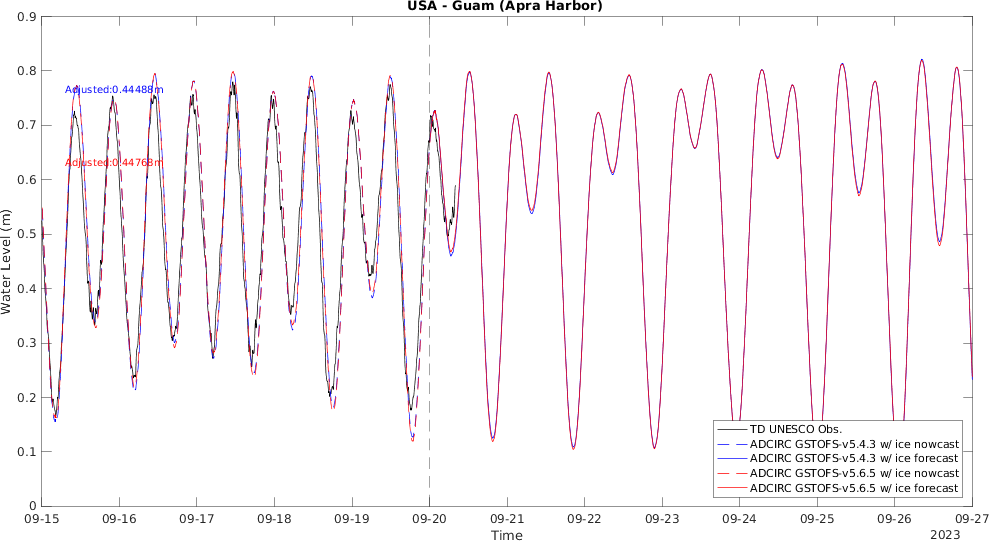 USA - Guam (Apra Harbor)
0.9
0.8
0.7
0.6
0.5
0.4
0.3
0.2
0.1
0
Water Level (m)
Adjusted:0.44488m
Adjusted:0.44768m
TD UNESCO Obs.
ADCIRC GSTOFS-v5.4.3 w/ ice nowcast
ADCIRC GSTOFS-v5.4.3 w/ ice forecast
ADCIRC GSTOFS-v5.6.5 w/ ice nowcast
ADCIRC GSTOFS-v5.6.5 w/ ice forecast
09-15 09-16 09-17 09-18 09-19 09-20 09-21 09-22 09-23 09-24 09-25 09-26 09-27
Time
2023